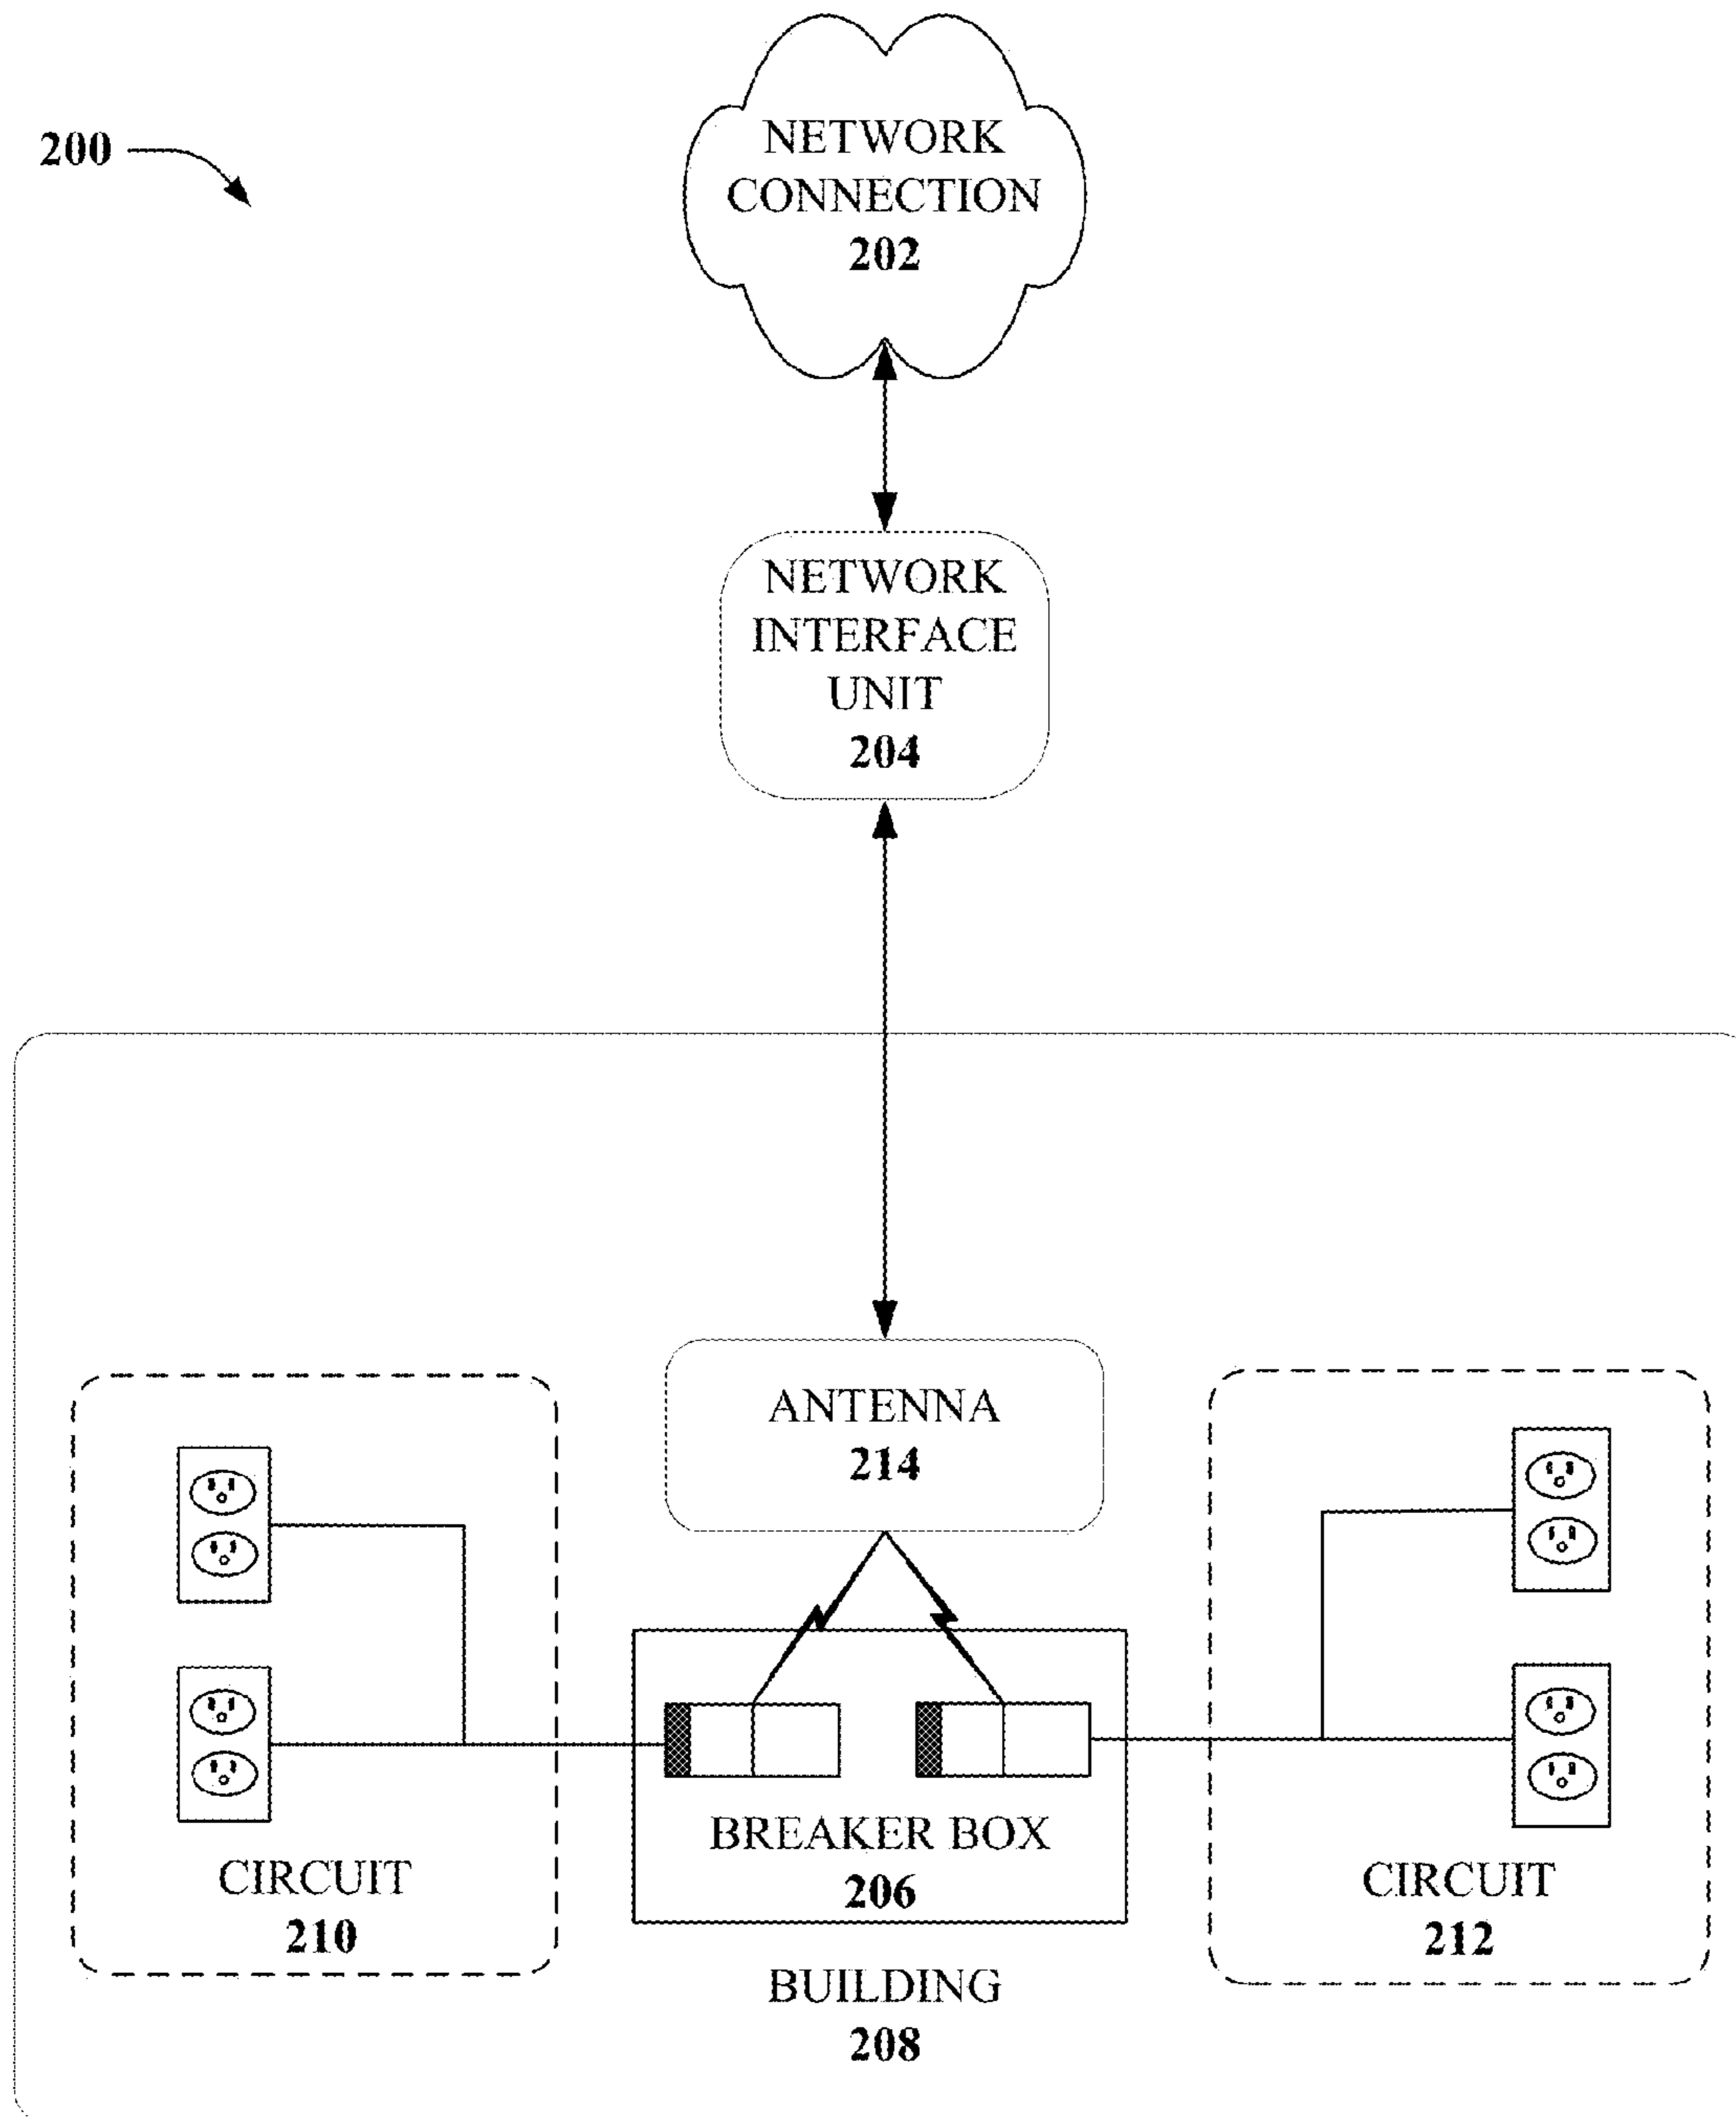 200
NETWORK
CONNECTION
202
NETWORK
INTERFACE
UNIT
204
ANTENNA
214
BREAKER BOX
206
CIRCUIT
210
CIRCUIT
212
BUILDING
208